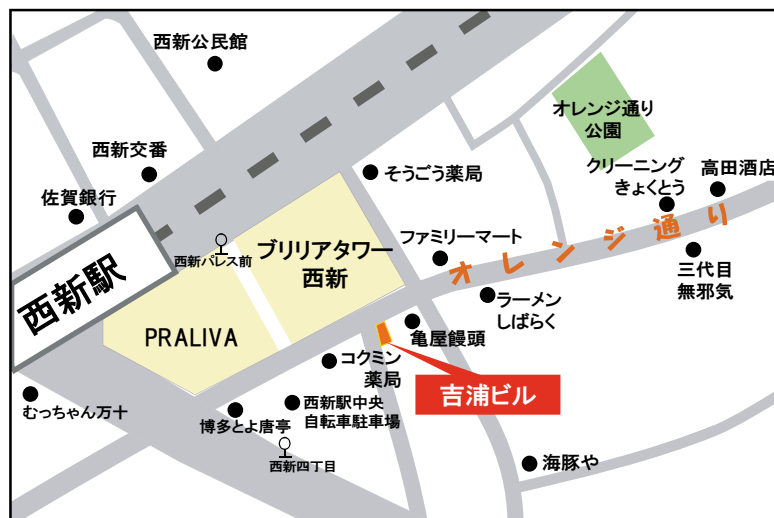 西新公民館
西新交番
佐賀銀行
西新駅
西新パレス前
PRALIVA
ブリリアタワー
西新
そうごう薬局
オレンジ通り
公園
クリーニング
きょくとう
高田酒店
ファミリーマート
オレンジ通り
三代目
無邪気
ラーメン
しばらく
亀屋饅頭
コクミン
薬局
吉浦ビル
むっちゃん万十
博多とよ唐亭
西新駅中央
自転車駐車場
西新四丁目
海豚や